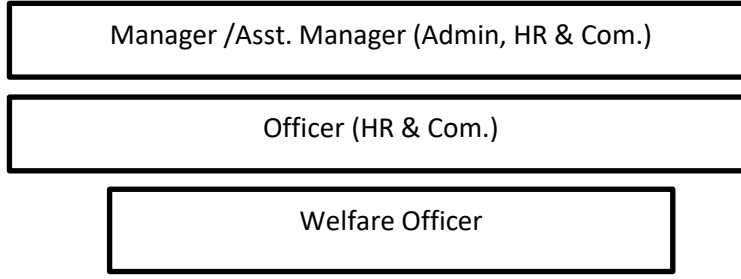 Manager /Asst. Manager (Admin, HR & Com.)
Officer (HR & Com.)
Welfare Officer